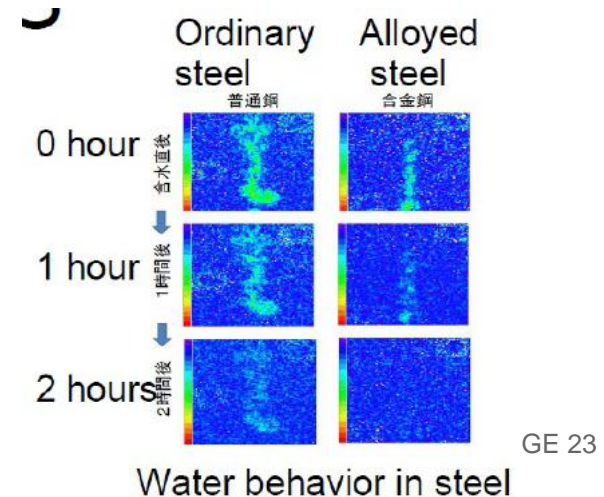 Ordinary Alloyed
steel steel
普通鋼 合金鋼
0 hour 含水直後
1 hour 1時間後
2 hours 2時間後
GE 23
Water behavior in steel